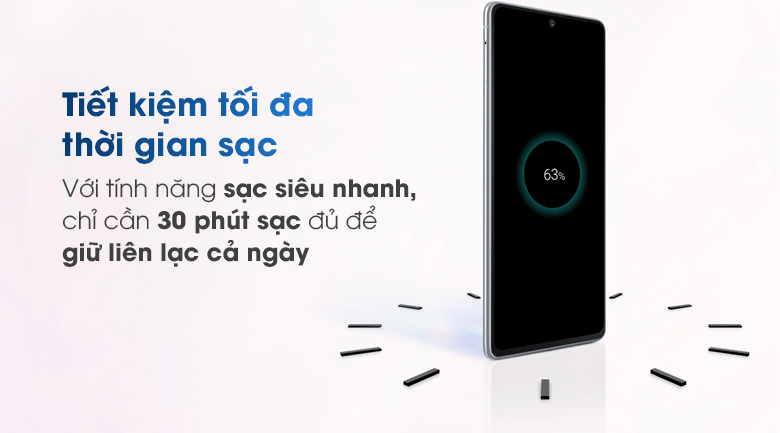 Tiết kiệm tối đa
thời gian sạc
Với tính năng sạc siêu nhanh,
chỉ cần 30 phút sạc đủ để
giữ liên lạc cả ngày
63%